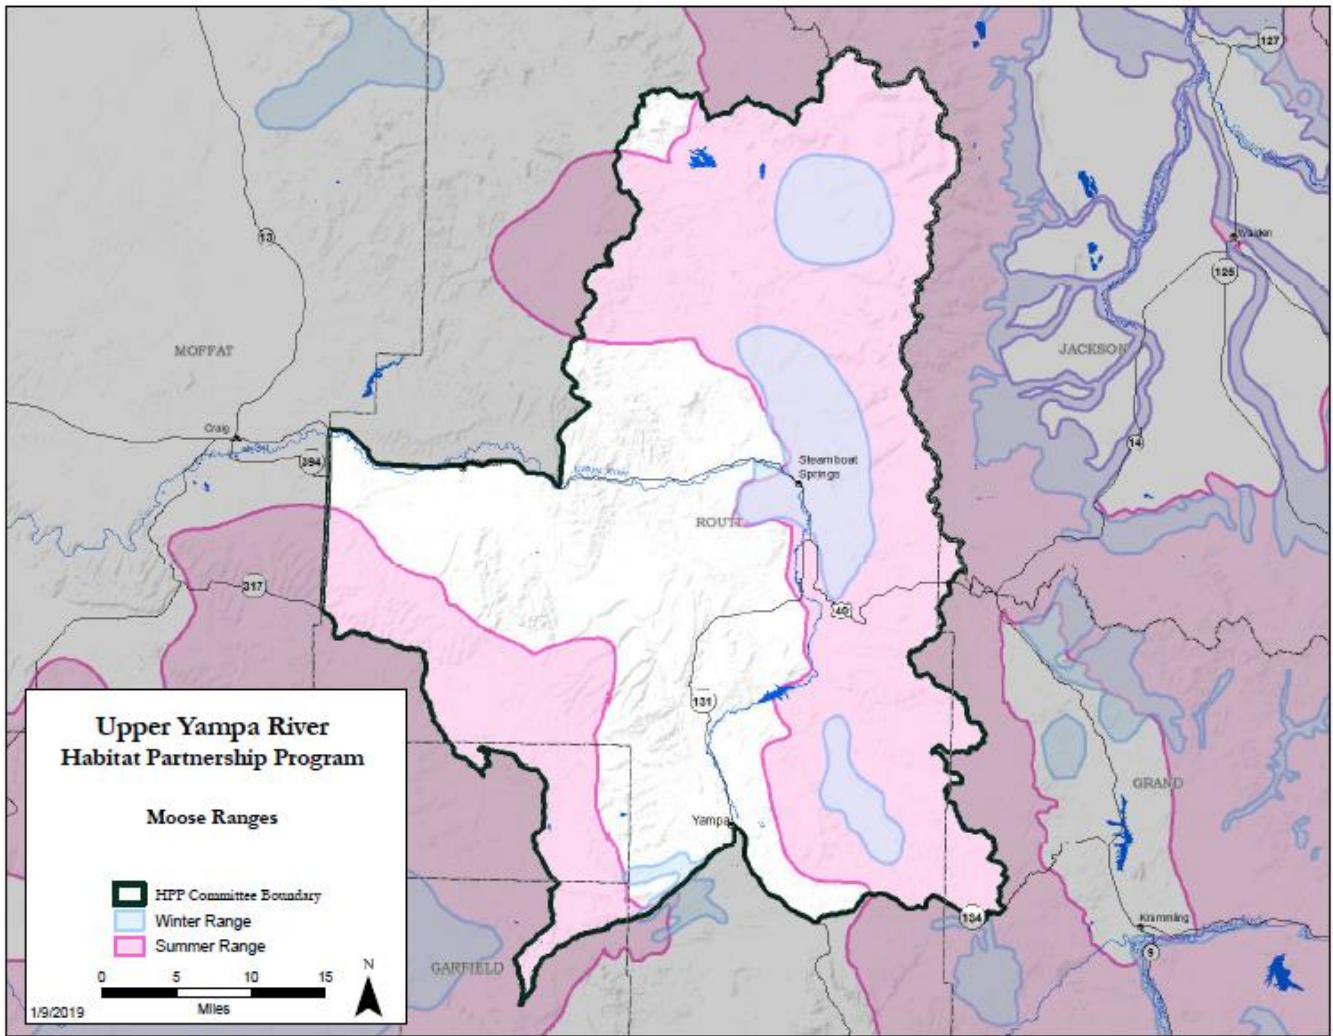 127
Walden
13
125
MOFFAT
JACKSON
Craig
394
14
Steamboat
Springs
ROUTT
317
40
131
Upper Yampa River
Habitat Partnership Program
Moose Ranges
GRAND
Yampa
HPP Committee Boundary
Winter Range
Summer Range
134
Kremmling
9
GARFIELD
0 5 10 15
Miles
N
1/9/2019